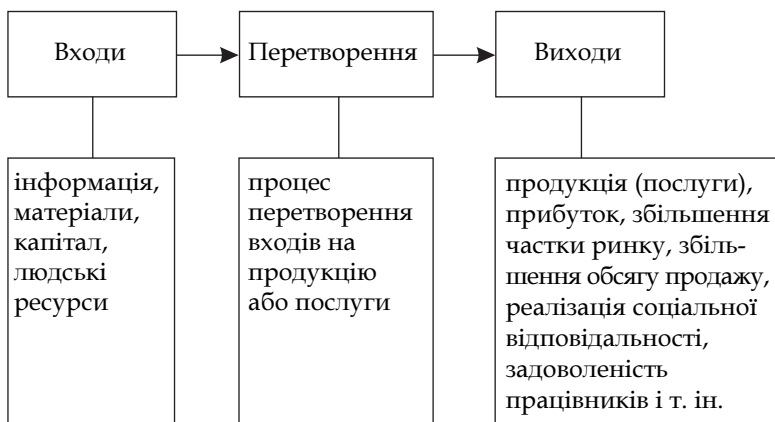 Входи
Перетворення
Виходи
інформація,
матеріали,
капітал,
людські
ресурси
процес
перетворення
входів на
продукцію
або послуги
продукція (послуги),
прибуток, збільшення
частки ринку, збіль-
шення обсягу продажу,
реалізація соціальної
відповідальності,
задоволеність
працівників і т. ін.